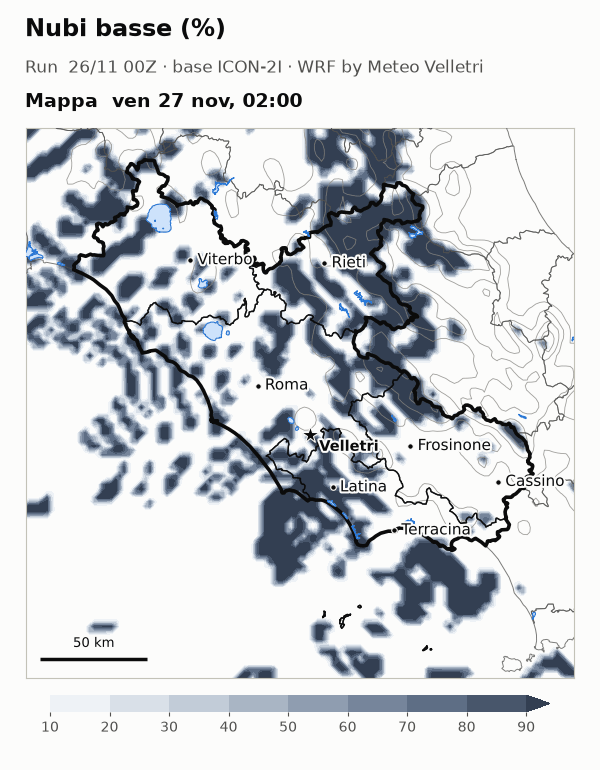 Nubi basse (%)
Run  26/11 00Z · base ICON-2I · WRF by Meteo Velletri
Mappa  ven 27 nov, 02:00
Viterbo
Rieti
Roma
Velletri
Frosinone
Latina
Cassino
Terracina
50 km
10 20 30 40 50 60 70 80 90